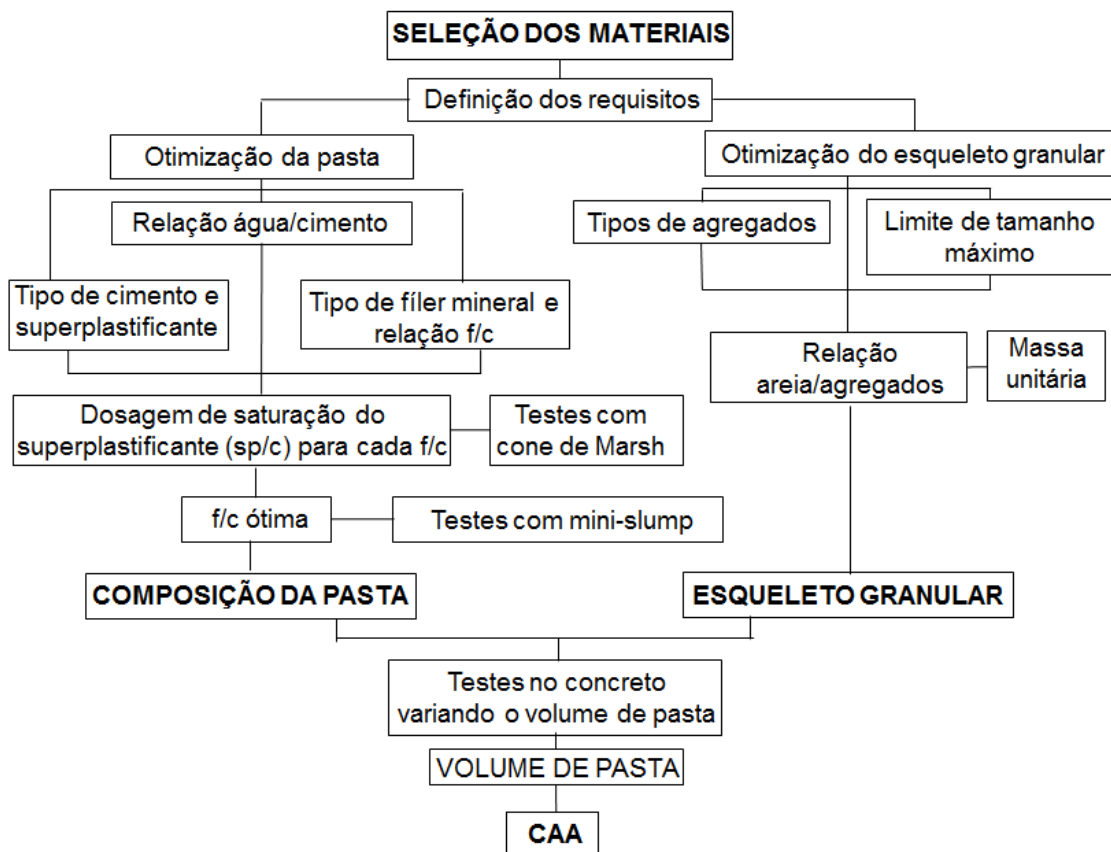 SELEÇÃO DOS MATERIAIS
Definição dos requisitos
Otimização da pasta
Otimização do esqueleto granular
Relação água/cimento
Tipos de agregados
Limite de tamanho
máximo
Tipo de cimento e
superplastificante
Tipo de fíler mineral e
relação f/c
Relação
areia/agregados
Massa
unitária
Dosagem de saturação do
superplastificante (sp/c) para cada f/c
Testes com
cone de Marsh
f/c ótima
Testes com mini-slump
COMPOSIÇÃO DA PASTA
ESQUELETO GRANULAR
Testes no concreto
variando o volume de pasta
VOLUME DE PASTA
CAA